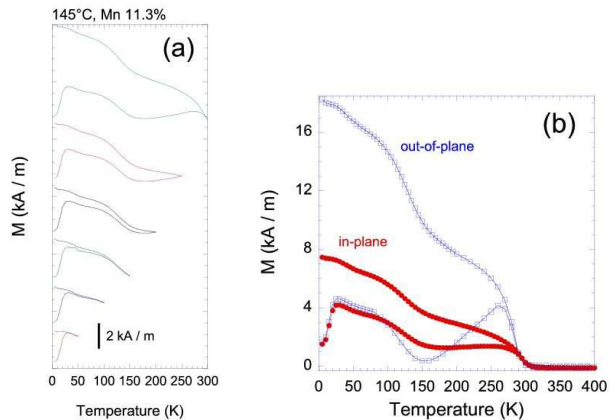 145°C, Mn 11.3%
(a)
M (kA / m)
2 kA / m
0 50 100 150 200 250 300
Temperature (K)
(b)
out-of-plane
in-plane
M (kA / m)
16
12
8
4
0
0 50 100 150 200 250 300 350 400
Temperature (K)